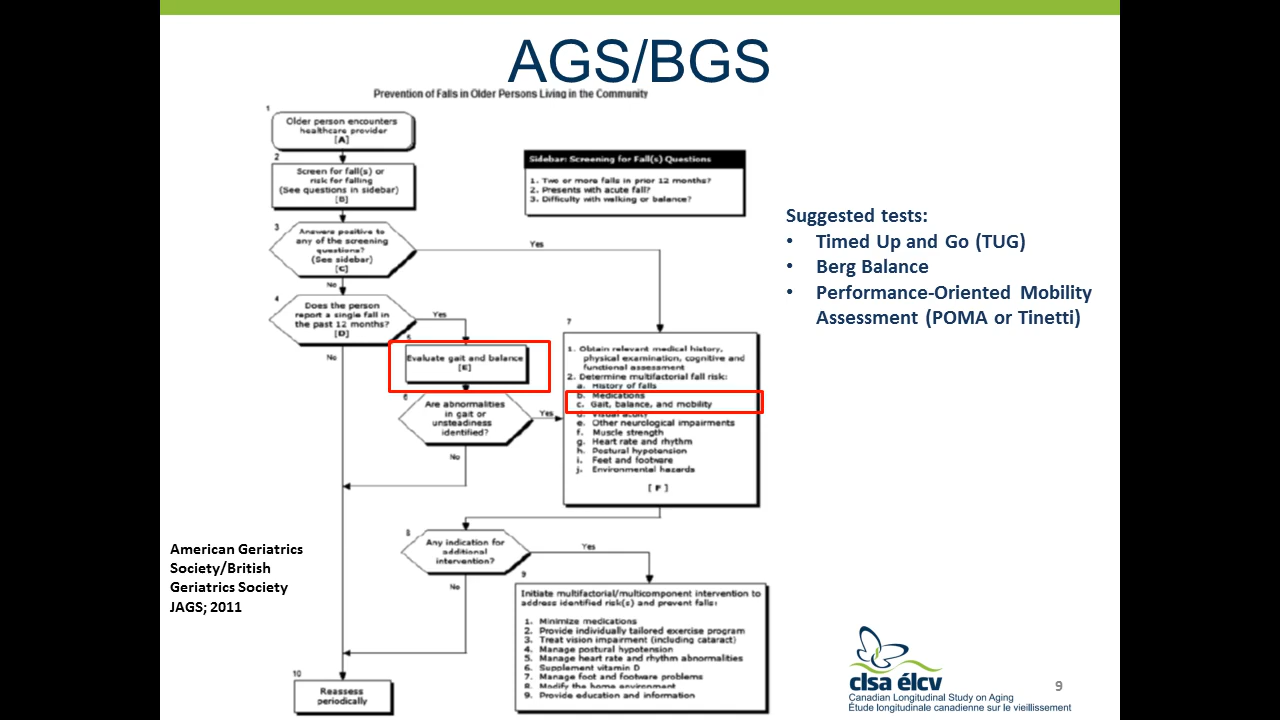 AGS/BGS
Prevention of Falls in Older Persons Living in the Community
1
Older person encounters
healthcare provider
[A]
2
Screen for fall(s) or
risk for falling
(See questions in sidebar)
[B]
Sidebar: Screening for Fall(s) Questions
1. Two or more falls in prior 12 months?
2. Presents with acute fall?
3. Difficulty with walking or balance?
3
Answers positive to
any of the screening
questions?
(See sidebar)
[C]
Yes
No
4
Does the person
report a single fall in
the past 12 months?
[D]
Yes
No
5
Evaluate gait and balance
[E]
6
Are abnormalities
in gait or
unsteadiness
identified?
Yes
No
7
1. Obtain relevant medical history,
physical examination, cognitive and
functional assessment
2. Determine multifactorial fall risk:
a. History of falls
b. Medications
c. Gait, balance, and mobility
d. Visual acuity
e. Other neurological impairments
f. Muscle strength
g. Heart rate and rhythm
h. Postural hypotension
i. Feet and footware
j. Environmental hazards
[F]
8
Any indication for
additional
intervention?
Yes
No
9
Initiate multifactorial/multicomponent intervention to
address identified risk(s) and prevent falls:
1. Minimize medications
2. Provide individually tailored exercise program
3. Treat vision impairment (including cataract)
4. Manage postural hypotension
5. Manage heart rate and rhythm abnormalities
6. Supplement vitamin D
7. Manage foot and footware problems
8. Modify the home environment
9. Provide education and information
10
Reassess
periodically
Suggested tests:
• Timed Up and Go (TUG)
• Berg Balance
• Performance-Oriented Mobility
Assessment (POMA or Tinetti)
American Geriatrics
Society/British
Geriatrics Society
JAGS; 2011
clsa élcv
Canadian Longitudinal Study on Aging
Étude longitudinale canadienne sur le vieillissement
9